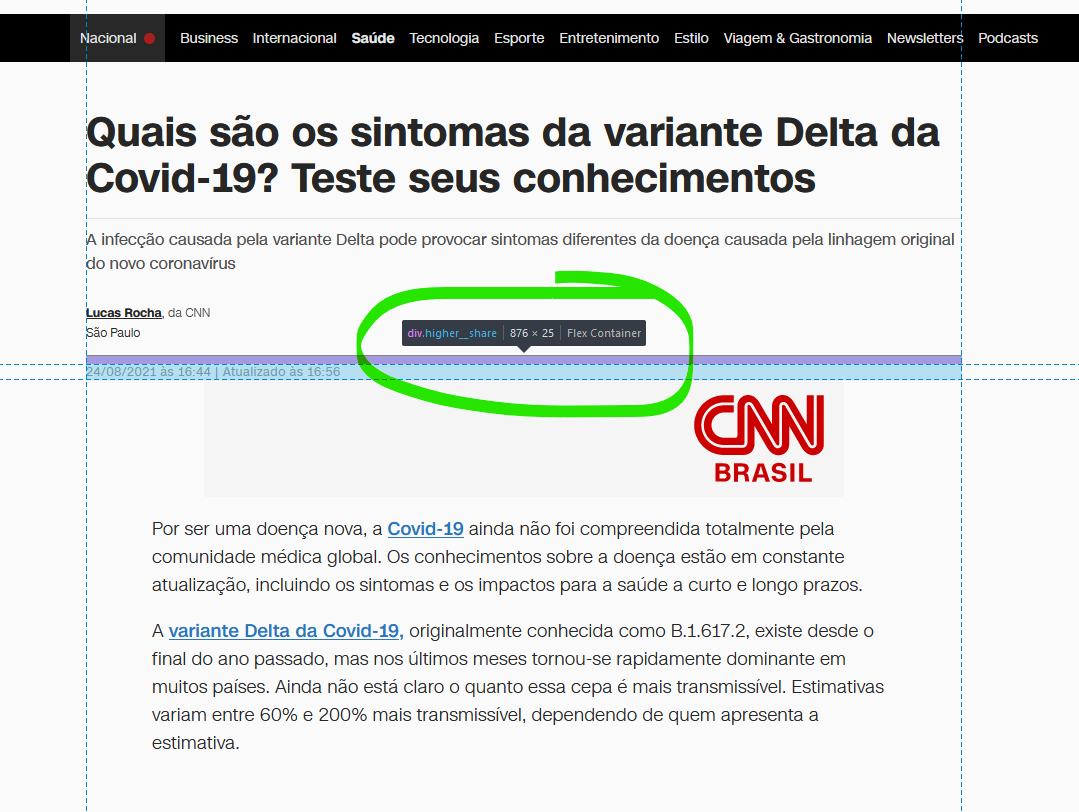 Nacional Business Internacional Saúde Tecnologia Esporte Entretenimento Estilo Viagem & Gastronomia Newsletters Podcasts
Quais são os sintomas da variante Delta da
Covid-19? Teste seus conhecimentos
A infecção causada pela variante Delta pode provocar sintomas diferentes da doença causada pela linhagem original
do novo coronavírus
Lucas Rocha, da CNN
São Paulo
div.higher__share 876 × 25 Flex Container
24/08/2021 às 16:44 | Atualizado às 16:56
CNN
BRASIL
Por ser uma doença nova, a Covid-19 ainda não foi compreendida totalmente pela
comunidade médica global. Os conhecimentos sobre a doença estão em constante
atualização, incluindo os sintomas e os impactos para a saúde a curto e longo prazos.
A variante Delta da Covid-19, originalmente conhecida como B.1.617.2, existe desde o
final do ano passado, mas nos últimos meses tornou-se rapidamente dominante em
muitos países. Ainda não está claro o quanto essa cepa é mais transmissível. Estimativas
variam entre 60% e 200% mais transmissível, dependendo de quem apresenta a
estimativa.